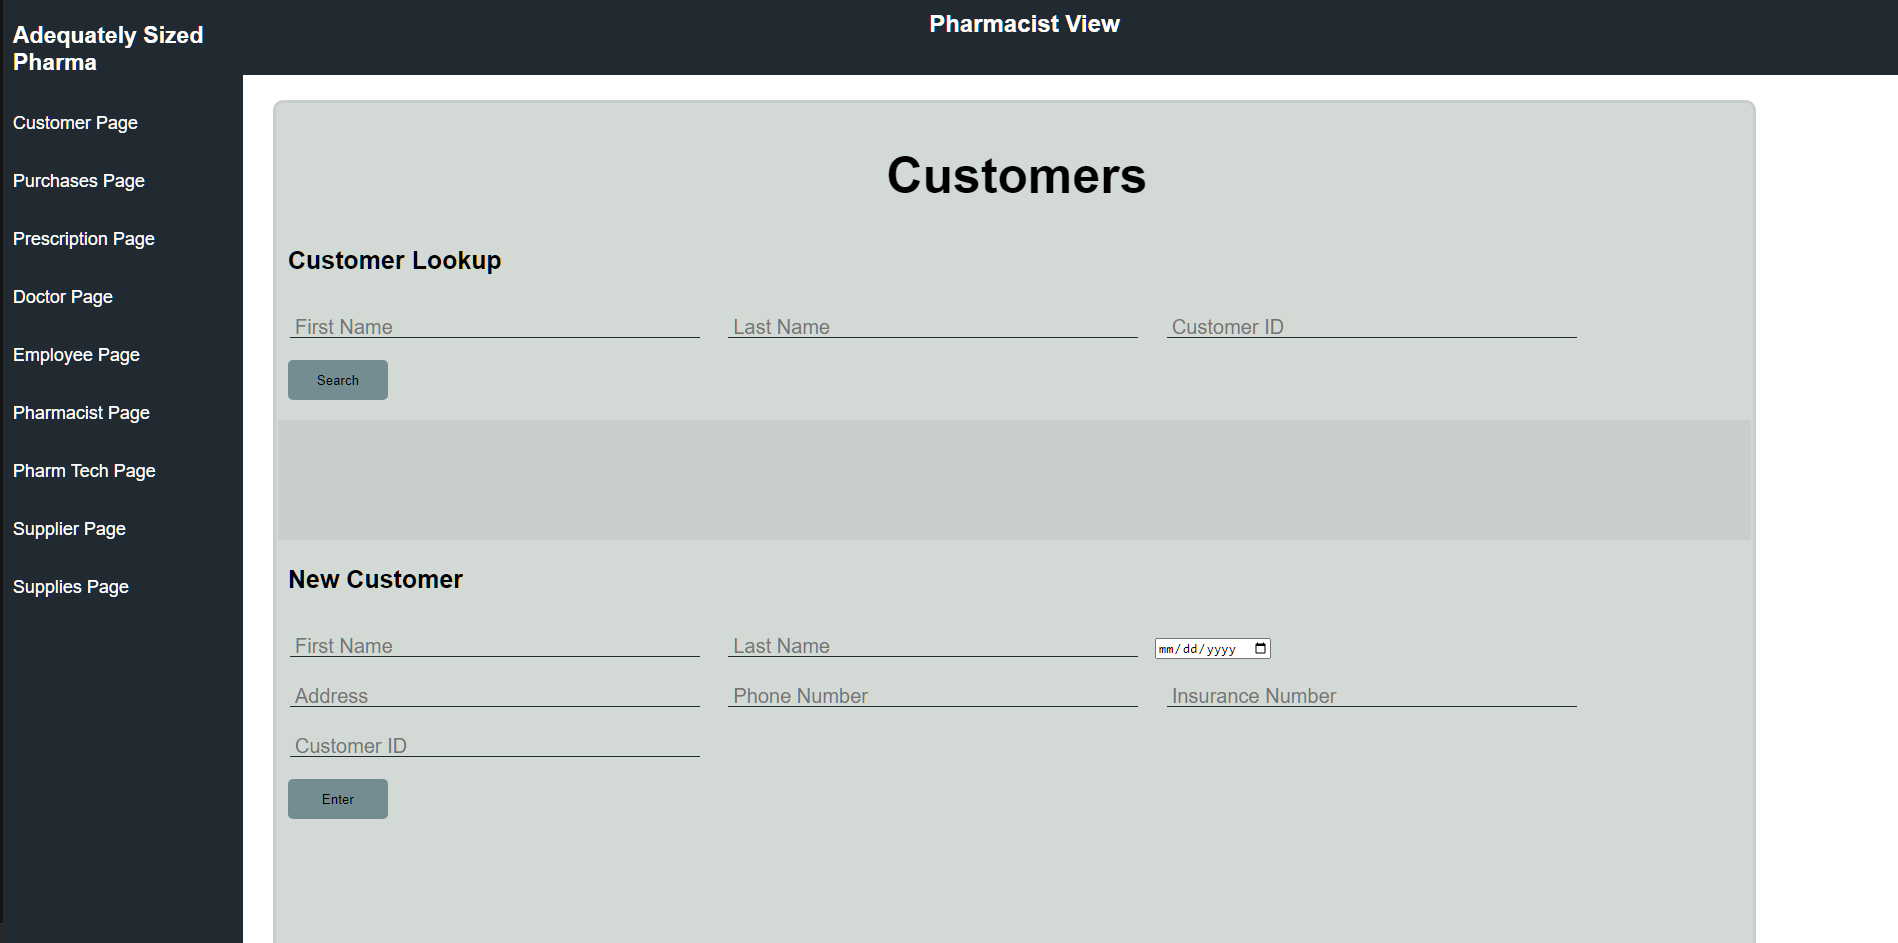 Pharmacist View
Adequately Sized
Pharma
Customer Page
Purchases Page
Prescription Page
Doctor Page
Employee Page
Pharmacist Page
Pharm Tech Page
Supplier Page
Supplies Page
Customers
Customer Lookup
First Name Last Name Customer ID
Search
New Customer
First Name Last Name mm/dd/yyyy
Address Phone Number Insurance Number
Customer ID
Enter